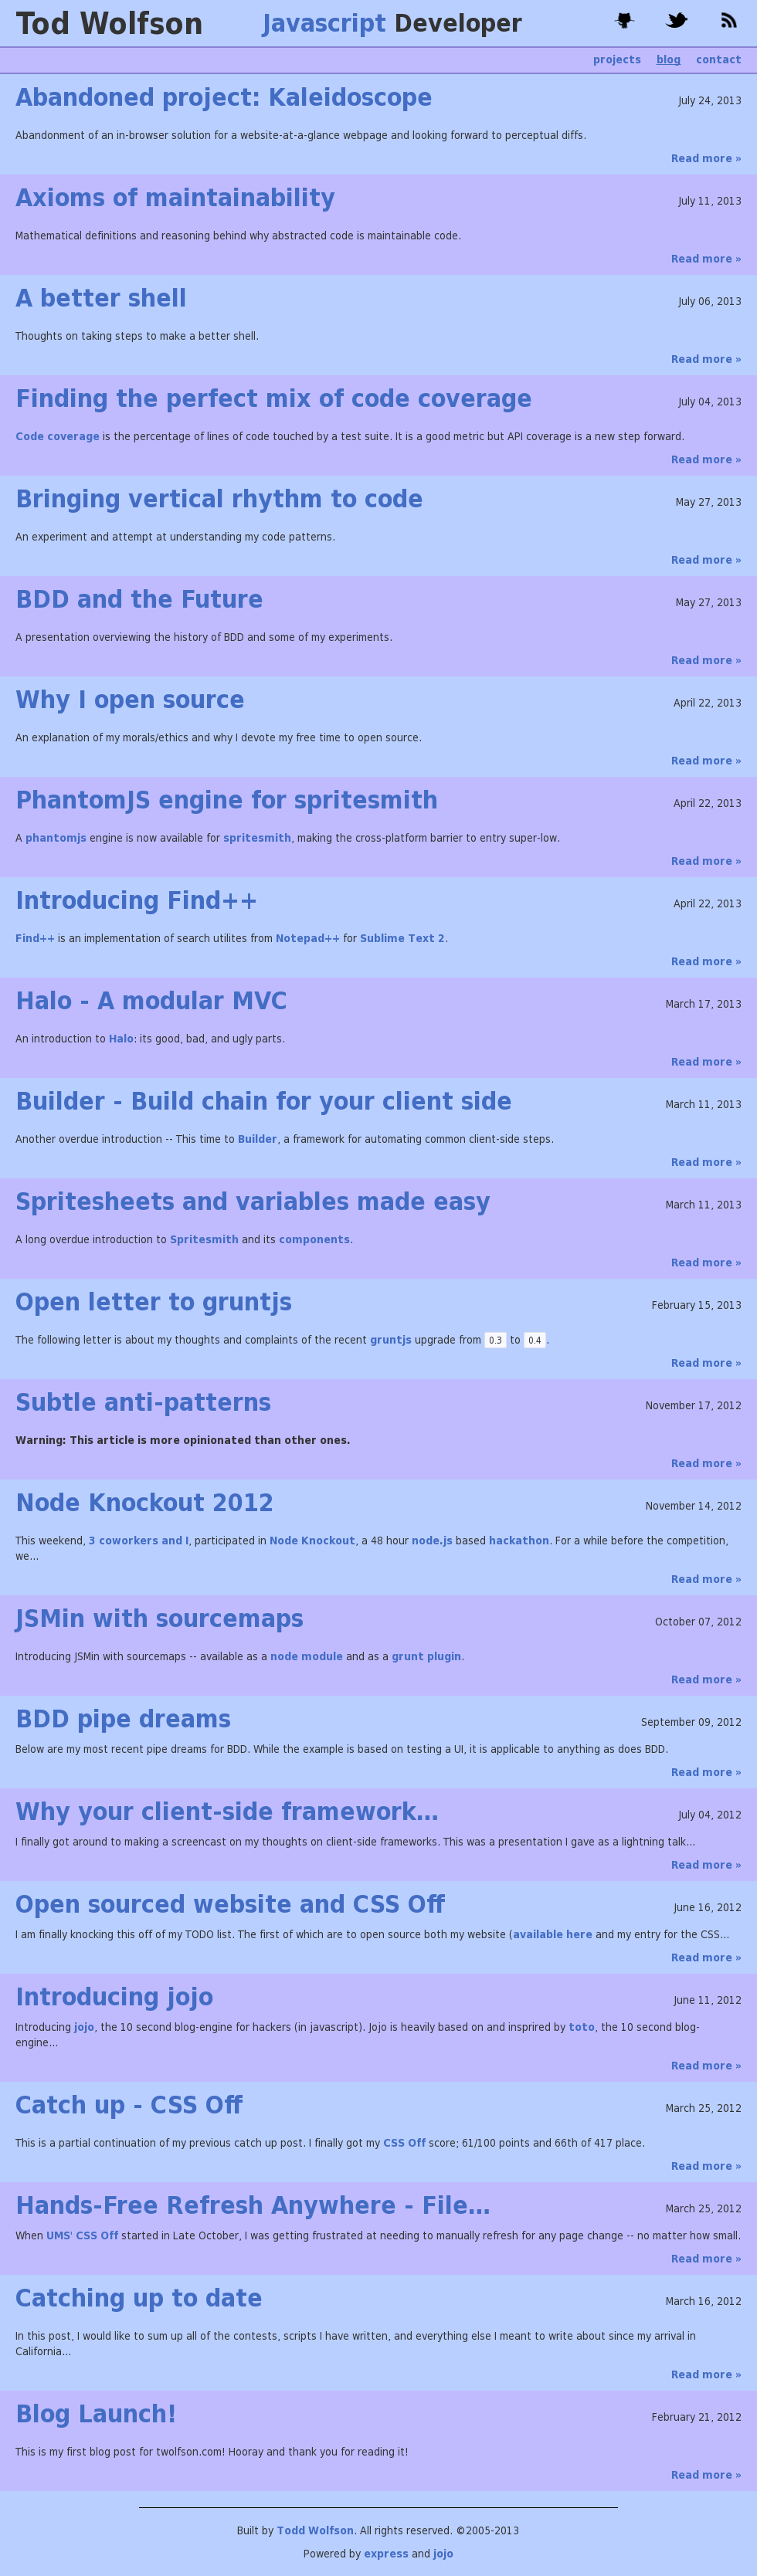 Tod Wolfson
Javascript Developer
projects blog contact
Abandoned project: Kaleidoscope
July 24, 2013
Abandonment of an in-browser solution for a website-at-a-glance webpage and looking forward to perceptual diffs.
Read more »
Axioms of maintainability
July 11, 2013
Mathematical definitions and reasoning behind why abstracted code is maintainable code.
Read more »
A better shell
July 06, 2013
Thoughts on taking steps to make a better shell.
Read more »
Finding the perfect mix of code coverage
July 04, 2013
Code coverage is the percentage of lines of code touched by a test suite. It is a good metric but API coverage is a new step forward.
Read more »
Bringing vertical rhythm to code
May 27, 2013
An experiment and attempt at understanding my code patterns.
Read more »
BDD and the Future
May 27, 2013
A presentation overviewing the history of BDD and some of my experiments.
Read more »
Why I open source
April 22, 2013
An explanation of my morals/ethics and why I devote my free time to open source.
Read more »
PhantomJS engine for spritesmith
April 22, 2013
A phantomjs engine is now available for spritesmith, making the cross-platform barrier to entry super-low.
Read more »
Introducing Find++
April 22, 2013
Find++ is an implementation of search utilites from Notepad++ for Sublime Text 2.
Read more »
Halo - A modular MVC
March 17, 2013
An introduction to Halo: its good, bad, and ugly parts.
Read more »
Builder - Build chain for your client side
March 11, 2013
Another overdue introduction -- This time to Builder, a framework for automating common client-side steps.
Read more »
Spritesheets and variables made easy
March 11, 2013
A long overdue introduction to Spritesmith and its components.
Read more »
Open letter to gruntjs
February 15, 2013
The following letter is about my thoughts and complaints of the recent gruntjs upgrade from 0.3 to 0.4.
Read more »
Subtle anti-patterns
November 17, 2012
Warning: This article is more opinionated than other ones.
Read more »
Node Knockout 2012
November 14, 2012
This weekend, 3 coworkers and I, participated in Node Knockout, a 48 hour node.js based hackathon. For a while before the competition,
we...
Read more »
JSMin with sourcemaps
October 07, 2012
Introducing JSMin with sourcemaps -- available as a node module and as a grunt plugin.
Read more »
BDD pipe dreams
September 09, 2012
Below are my most recent pipe dreams for BDD. While the example is based on testing a UI, it is applicable to anything as does BDD.
Read more »
Why your client-side framework...
July 04, 2012
I finally got around to making a screencast on my thoughts on client-side frameworks. This was a presentation I gave as a lightning talk...
Read more »
Open sourced website and CSS Off
June 16, 2012
I am finally knocking this off of my TODO list. The first of which are to open source both my website (available here and my entry for the CSS...
Read more »
Introducing jojo
June 11, 2012
Introducing jojo, the 10 second blog-engine for hackers (in javascript). Jojo is heavily based on and insprired by toto, the 10 second blog-
engine...
Read more »
Catch up - CSS Off
March 25, 2012
This is a partial continuation of my previous catch up post. I finally got my CSS Off score; 61/100 points and 66th of 417 place.
Read more »
Hands-Free Refresh Anywhere - File...
March 25, 2012
When UMS' CSS Off started in Late October, I was getting frustrated at needing to manually refresh for any page change -- no matter how small.
Read more »
Catching up to date
March 16, 2012
In this post, I would like to sum up all of the contests, scripts I have written, and everything else I meant to write about since my arrival in
California...
Read more »
Blog Launch!
February 21, 2012
This is my first blog post for twolfson.com! Hooray and thank you for reading it!
Read more »
Built by Todd Wolfson. All rights reserved. ©2005-2013
Powered by express and jojo